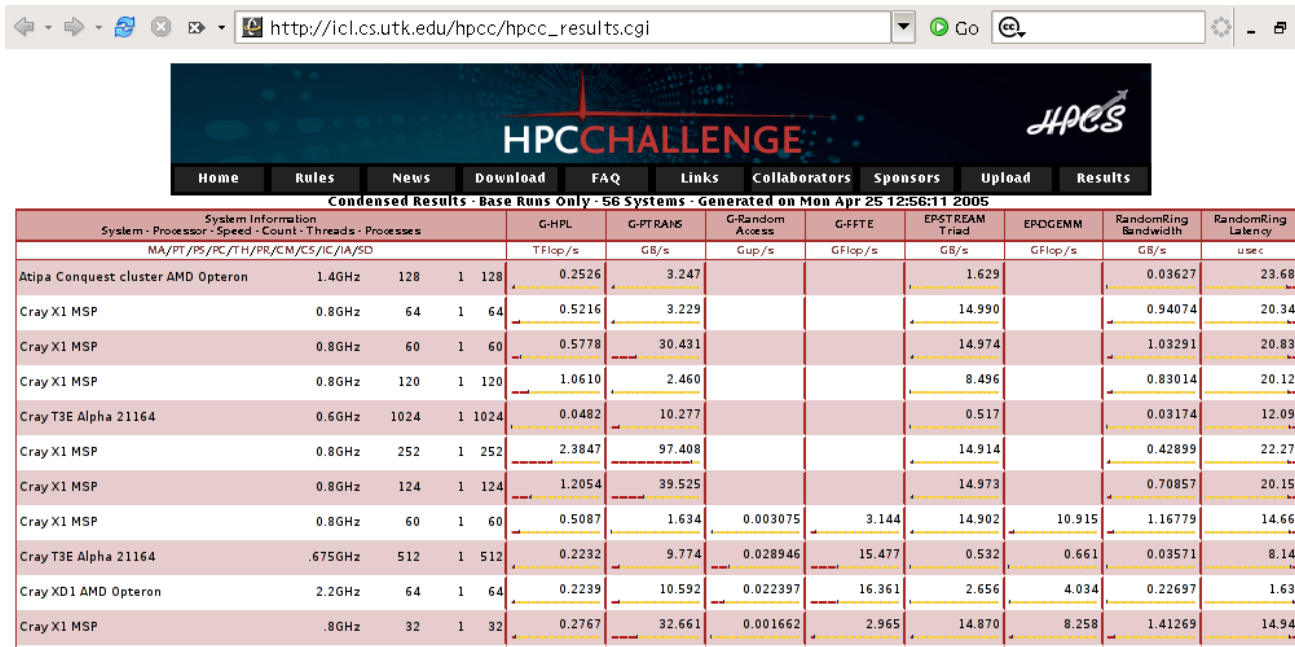 http://icl.cs.utk.edu/hpcc/hpcc_results.cgi Go cc
HPCCHALLENGE HPCS
Home Rules News Download FAQ Links Collaborators Sponsors Upload Results
Condensed Results - Base Runs Only - 56 Systems - Generated on Mon Apr 25 12:56:11 2005
System Information G-HPL G-PTRANS G-Random Access G-FFTE EP-STREAM Triad EP-DGEMM RandomRing Bandwidth RandomRing Latency
System - Processor - Speed - Count - Threads - Processes
MA/PT/PS/PC/TH/PR/CM/CS/IC/IA/SD TFlop/s GB/s Gup/s GFlop/s GB/s GFlop/s GB/s usec
Atipa Conquest cluster AMD Opteron 1.4GHz 128 1 128 0.2526 3.247 1.629 0.03627 23.68
Cray X1 MSP 0.8GHz 64 1 64 0.5216 3.229 14.990 0.94074 20.34
Cray X1 MSP 0.8GHz 60 1 60 0.5778 30.431 14.974 1.03291 20.83
Cray X1 MSP 0.8GHz 120 1 120 1.0610 2.460 8.496 0.83014 20.12
Cray T3E Alpha 21164 0.6GHz 1024 1 1024 0.0482 10.277 0.517 0.03174 12.09
Cray X1 MSP 0.8GHz 252 1 252 2.3847 97.408 14.914 0.42899 22.27
Cray X1 MSP 0.8GHz 124 1 124 1.2054 39.525 14.973 0.70857 20.15
Cray X1 MSP 0.8GHz 60 1 60 0.5087 1.634 0.003075 3.144 14.902 10.915 1.16779 14.66
Cray T3E Alpha 21164 .675GHz 512 1 512 0.2232 9.774 0.028946 15.477 0.532 0.661 0.03571 8.14
Cray XD1 AMD Opteron 2.2GHz 64 1 64 0.2239 10.592 0.022397 16.361 2.656 4.034 0.22697 1.63
Cray X1 MSP .8GHz 32 1 32 0.2767 32.661 0.001662 2.965 14.870 8.258 1.41269 14.94